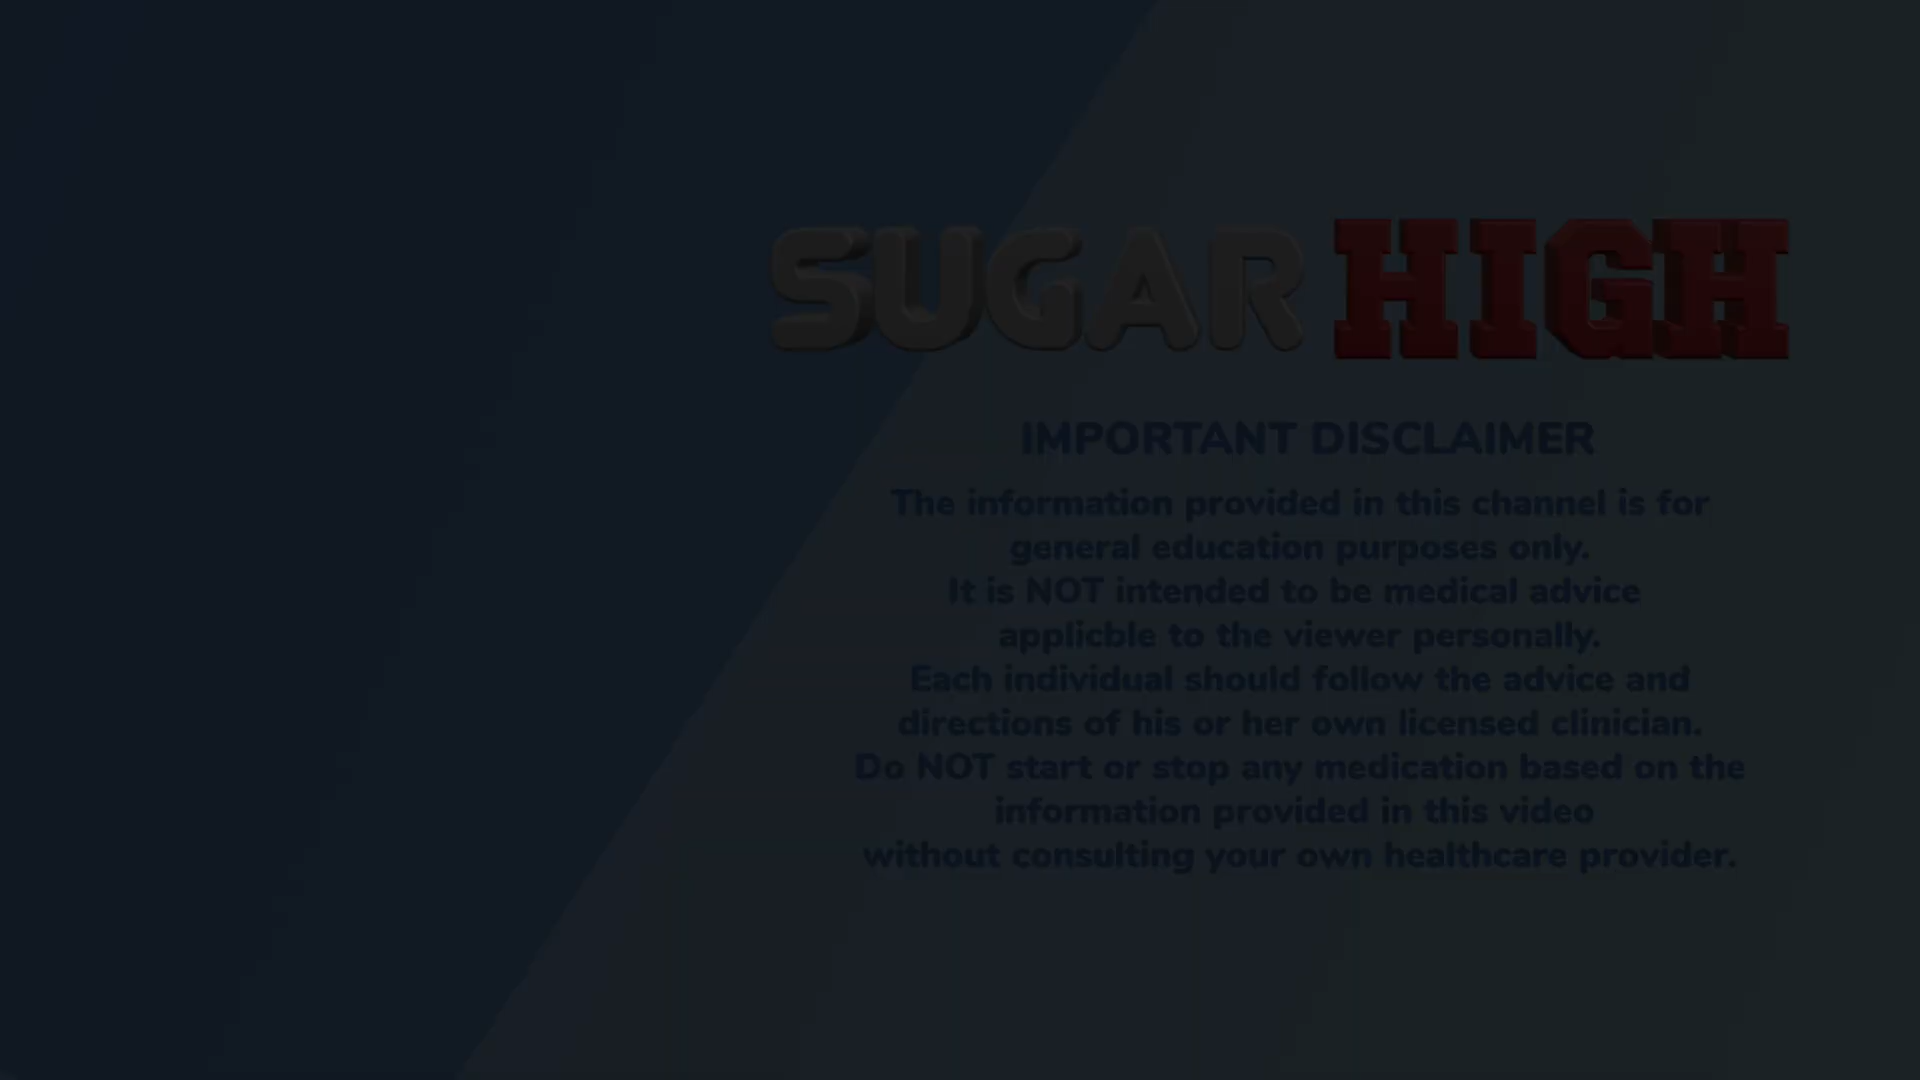 SUGAR HIGH
IMPORTANT DISCLAIMER
The information provided in this channel is for
general education purposes only.
It is NOT intended to be medical advice
applicble to the viewer personally.
Each individual should follow the advice and
directions of his or her own licensed clinician.
Do NOT start or stop any medication based on the
information provided in this video
without consulting your own healthcare provider.